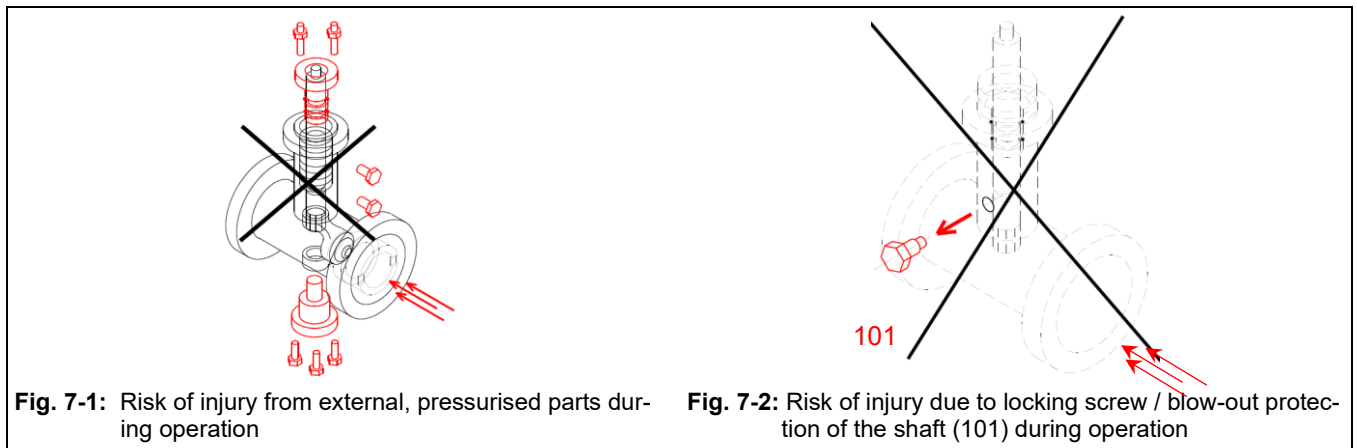 101
Fig. 7-1: Risk of injury from external, pressurised parts dur-
ing operation
Fig. 7-2: Risk of injury due to locking screw / blow-out protec-
tion of the shaft (101) during operation